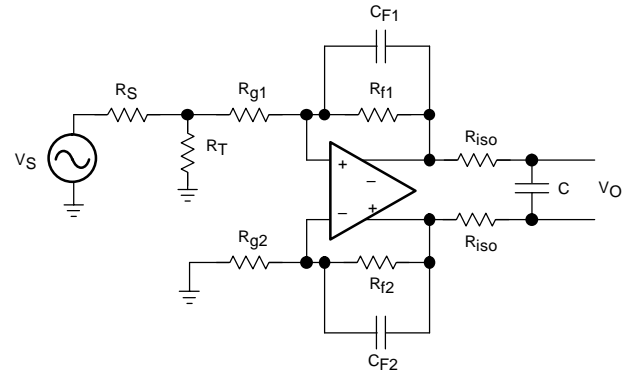 CF1
RS
Rg1
Rf1
Riso
VS
RT
+
−
C
VO
−
+
Rg2
Rf2
Riso
CF2